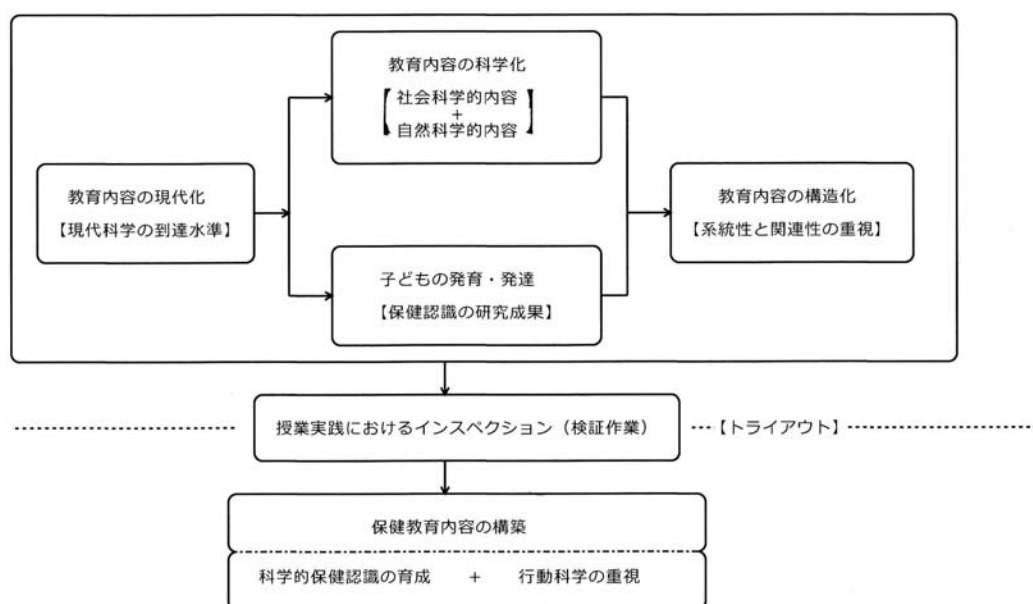 教育内容の科学化
【社会科学的内容
+
自然科学的内容】
教育内容の現代化
【現代科学の到達水準】
教育内容の構造化
【系統性と関連性の重視】
子どもの発育・発達
【保健認識の研究成果】
授業実践におけるインスペクション（検証作業）
【トライアウト】
保健教育内容の構築
科学的保健認識の育成 + 行動科学の重視